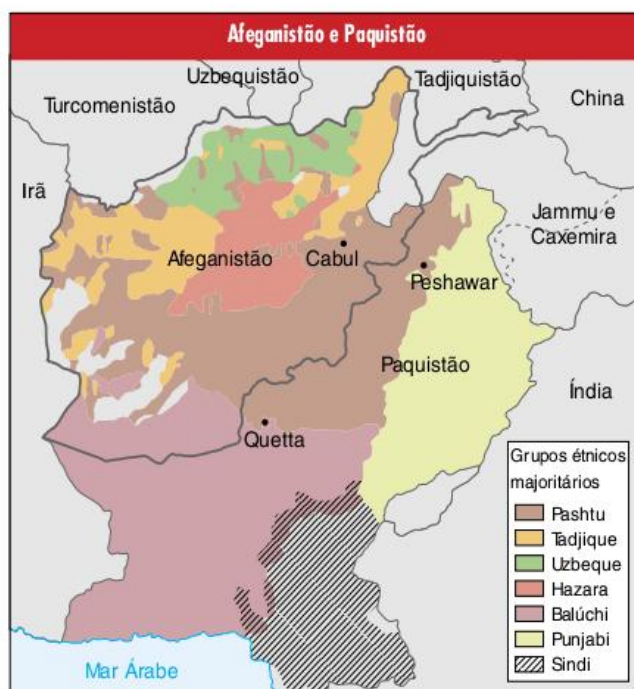 Afeganistão e Paquistão
Uzbequistão
Tadjiquistão
Turcomenistão
China
Irã
Jammu e
Caxemira
Afeganistão
Cabul
Peshawar
Paquistão
Índia
Quetta
Mar Árabe
Grupos étnicos
majoritários
Pashtu
Tadjique
Uzbeque
Hazara
Balúchi
Punjabi
Sindi